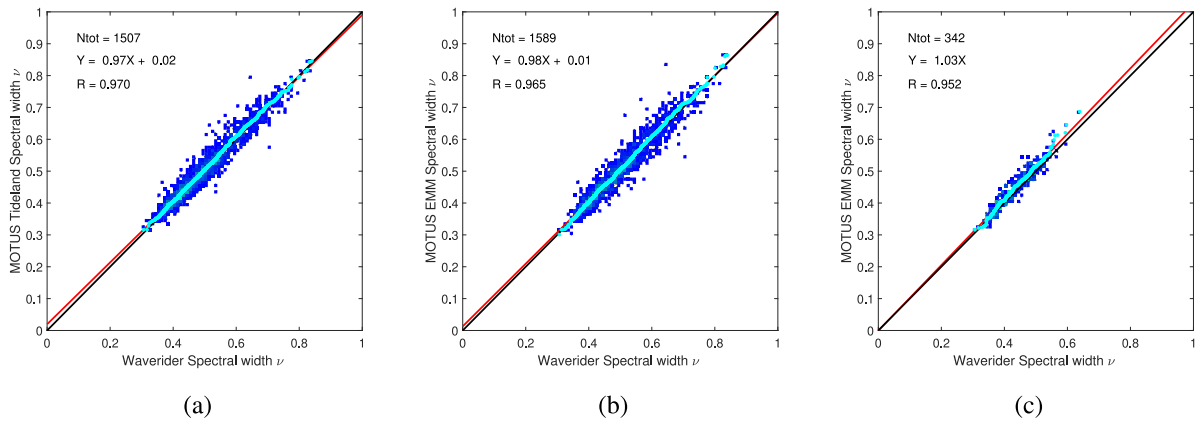 Ntot = 1507
Y = 0.97X + 0.02
R = 0.970
1
0.9
0.8
0.7
0.6
0.5
0.4
0.3
0.2
0.1
0
0 0.2 0.4 0.6 0.8 1
MOTUS Tideland Spectral width ν
Waverider Spectral width ν
(a)
Ntot = 1589
Y = 0.98X + 0.01
R = 0.965
1
0.9
0.8
0.7
0.6
0.5
0.4
0.3
0.2
0.1
0
0 0.2 0.4 0.6 0.8 1
MOTUS EMM Spectral width ν
Waverider Spectral width ν
(b)
Ntot = 342
Y = 1.03X
R = 0.952
1
0.9
0.8
0.7
0.6
0.5
0.4
0.3
0.2
0.1
0
0 0.2 0.4 0.6 0.8 1
MOTUS EMM Spectral width ν
Waverider Spectral width ν
(c)